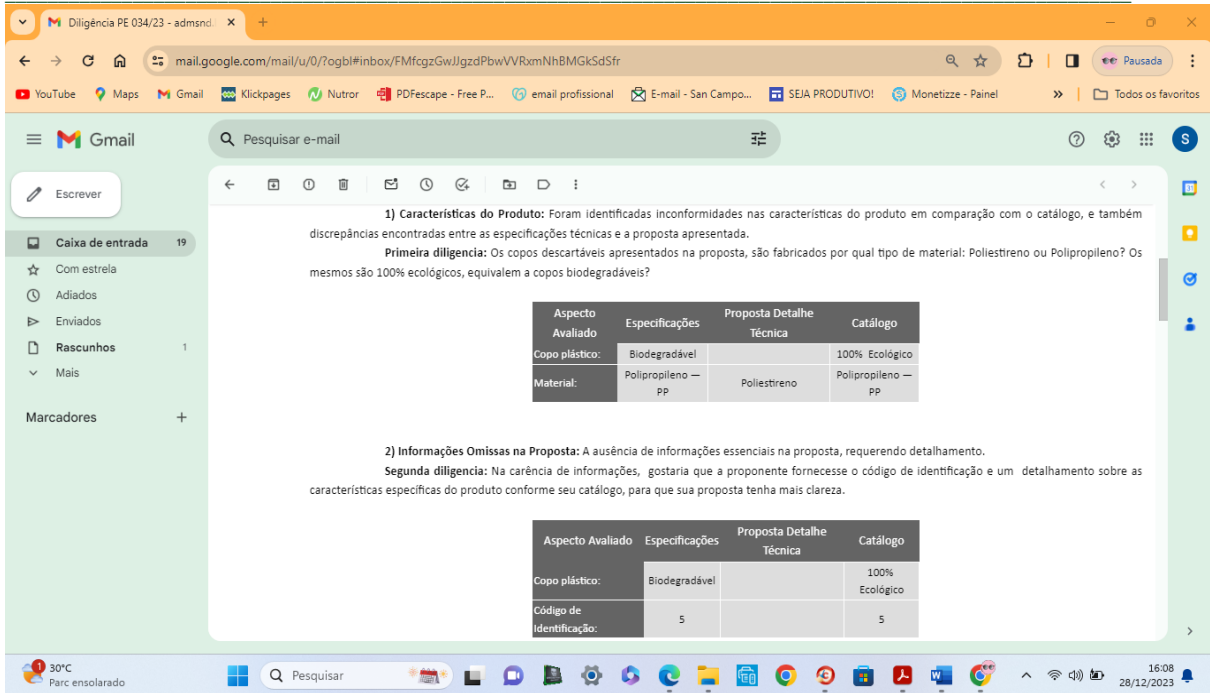 Diligência PE 034/23 - admsnd.
mail.google.com/mail/u/0/?ogbl#inbox/FMfcgzGwJJgzdPbwVVRxmNhBMGkSdSfr
Pausada
YouTube Maps Gmail Klickpages Nutror PDFescape - Free P... email profissional E-mail - San Campo... SEJA PRODUTIVO! Monetizze - Painel » Todos os favoritos
Gmail
Pesquisar e-mail
S
Escrever
Caixa de entrada 19
Com estrela
Adiados
Enviados
Rascunhos 1
Mais
Marcadores +
1) Características do Produto: Foram identificadas inconformidades nas características do produto em comparação com o catálogo, e também
discrepâncias encontradas entre as especificações técnicas e a proposta apresentada.
Primeira diligencia: Os copos descartáveis apresentados na proposta, são fabricados por qual tipo de material: Poliestireno ou Polipropileno? Os
mesmos são 100% ecológicos, equivalem a copos biodegradáveis?
Aspecto Avaliado Especificações Proposta Detalhe Técnica Catálogo
Copo plástico: Biodegradável 100% Ecológico
Material: Polipropileno — PP Poliestireno Polipropileno — PP
2) Informações Omissas na Proposta: A ausência de informações essenciais na proposta, requerendo detalhamento.
Segunda diligencia: Na carência de informações, gostaria que a proponente fornecesse o código de identificação e um detalhamento sobre as
características específicas do produto conforme seu catálogo, para que sua proposta tenha mais clareza.
Aspecto Avaliado Especificações Proposta Detalhe Técnica Catálogo
Copo plástico: Biodegradável 100% Ecológico
Código de Identificação: 5 5
1
30°C
Parc ensolarado
Pesquisar
16:08
28/12/2023